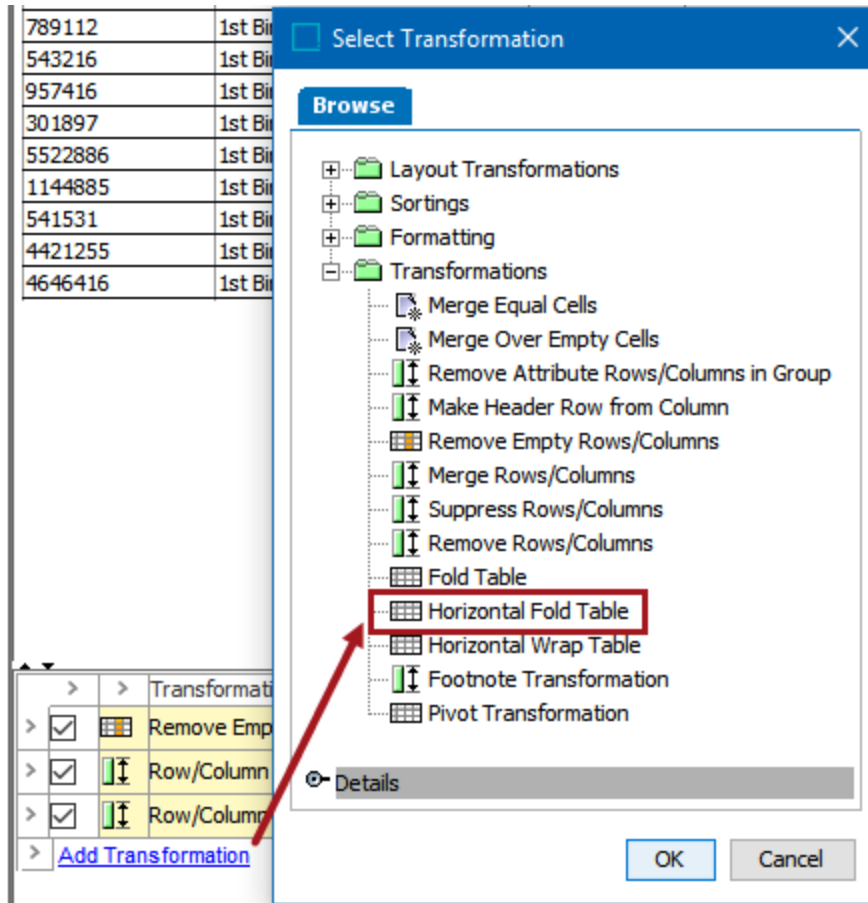 789112 1st Bi
543216 1st Bi
957416 1st Bi
301897 1st Bi
5522886 1st Bi
1144885 1st Bi
541531 1st Bi
4421255 1st Bi
4646416 1st Bi
Select Transformation
Browse
Layout Transformations
Sortings
Formatting
Transformations
Merge Equal Cells
Merge Over Empty Cells
Remove Attribute Rows/Columns in Group
Make Header Row from Column
Remove Empty Rows/Columns
Merge Rows/Columns
Suppress Rows/Columns
Remove Rows/Columns
Fold Table
Horizontal Fold Table
Horizontal Wrap Table
Footnote Transformation
Pivot Transformation
Details
OK Cancel
> > Transformati
> Remove Emp
> Row/Column
> Row/Column
> Add Transformation